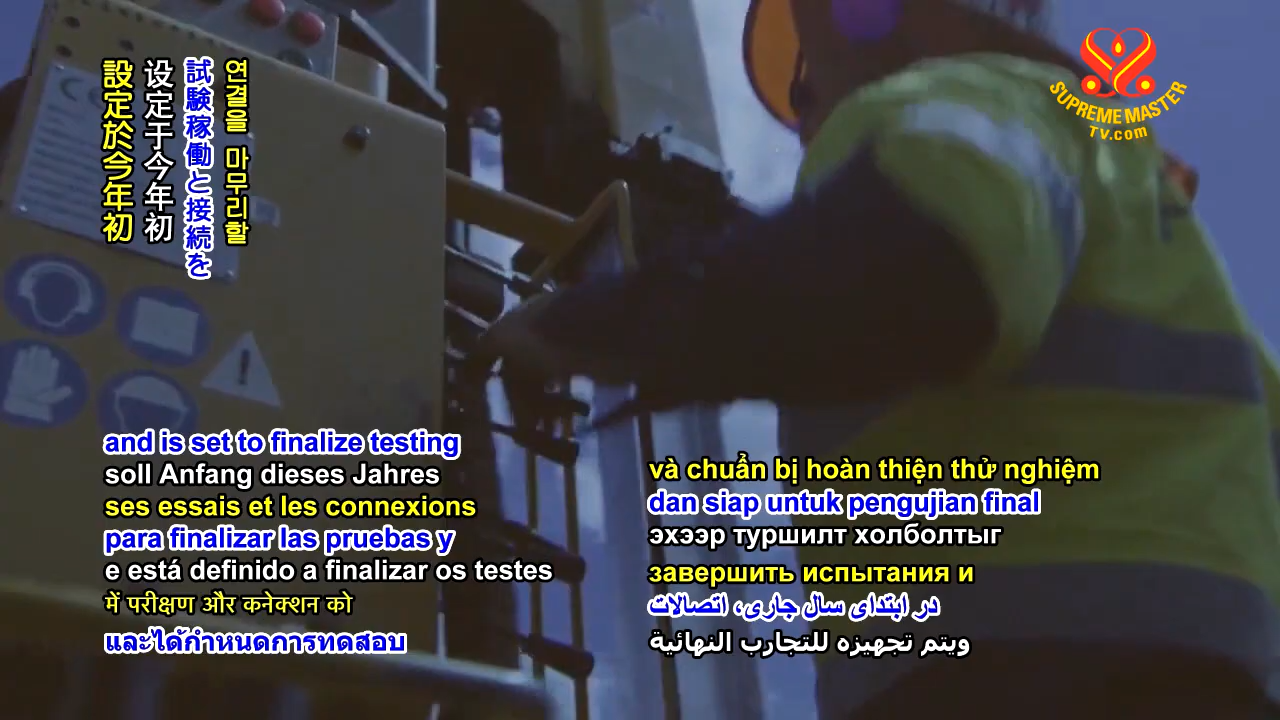 設定於今年初
设定于今年初
試験稼働と接続を
연결을 마무리할
SUPREME MASTER
TV.com
and is set to finalize testing
soll Anfang dieses Jahres
ses essais et les connexions
para finalizar las pruebas y
e está definido a finalizar os testes
में परीक्षण और कनेक्शन को
และได้กำหนดการทดสอบ
và chuẩn bị hoàn thiện thử nghiệm
dan siap untuk pengujian final
эхээр туршилт холболтыг
завершить испытания и
در ابتدای سال جاری، اتصالات
ويتم تجهيزه للتجارب النهائية